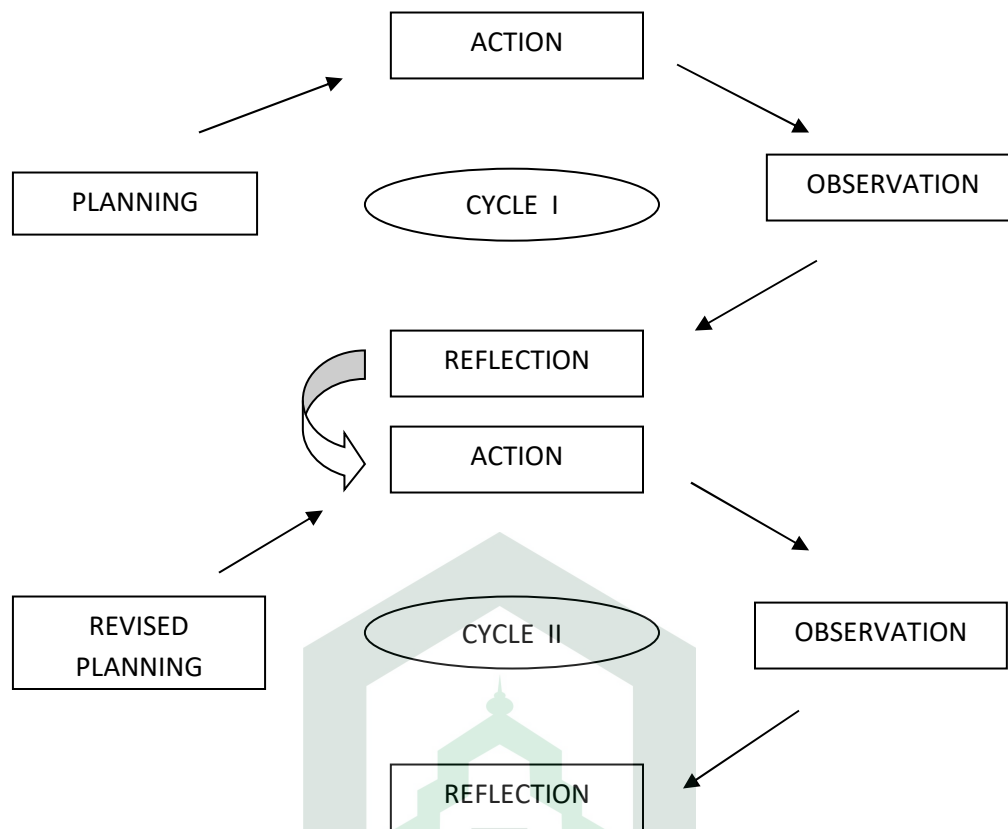 ACTION
PLANNING
CYCLE I
OBSERVATION
REFLECTION
ACTION
REVISED
PLANNING
CYCLE II
OBSERVATION
REFLECTION